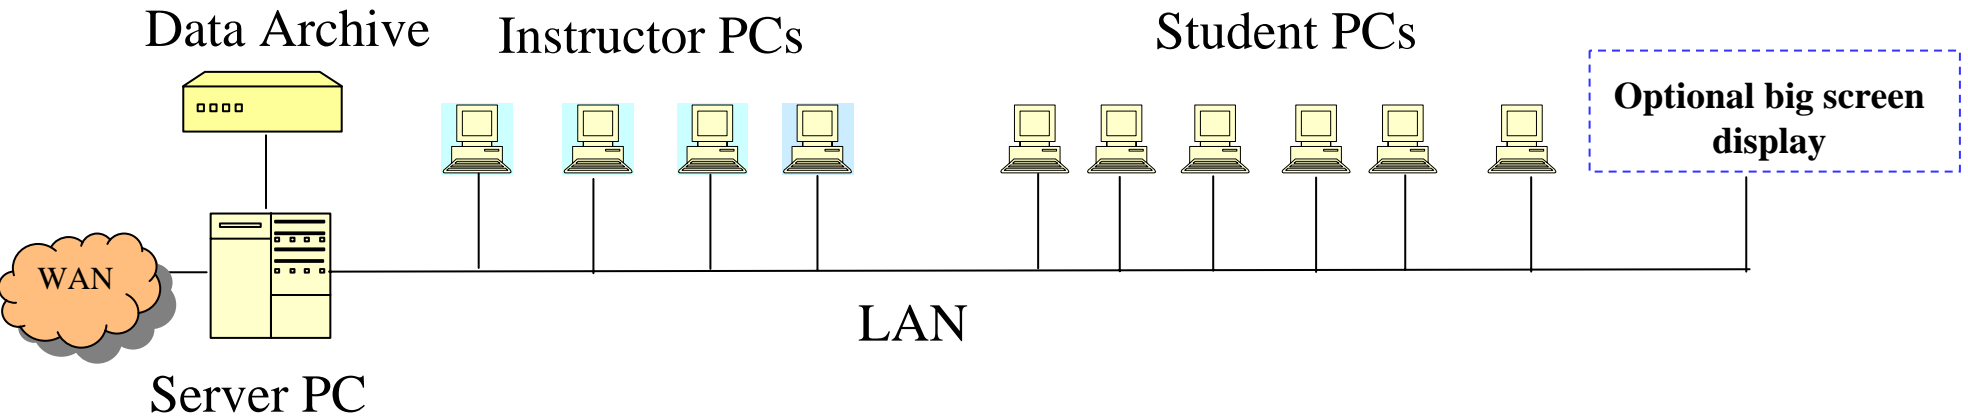 Data Archive
Instructor PCs
Student PCs
Optional big screen
display
WAN
LAN
Server PC